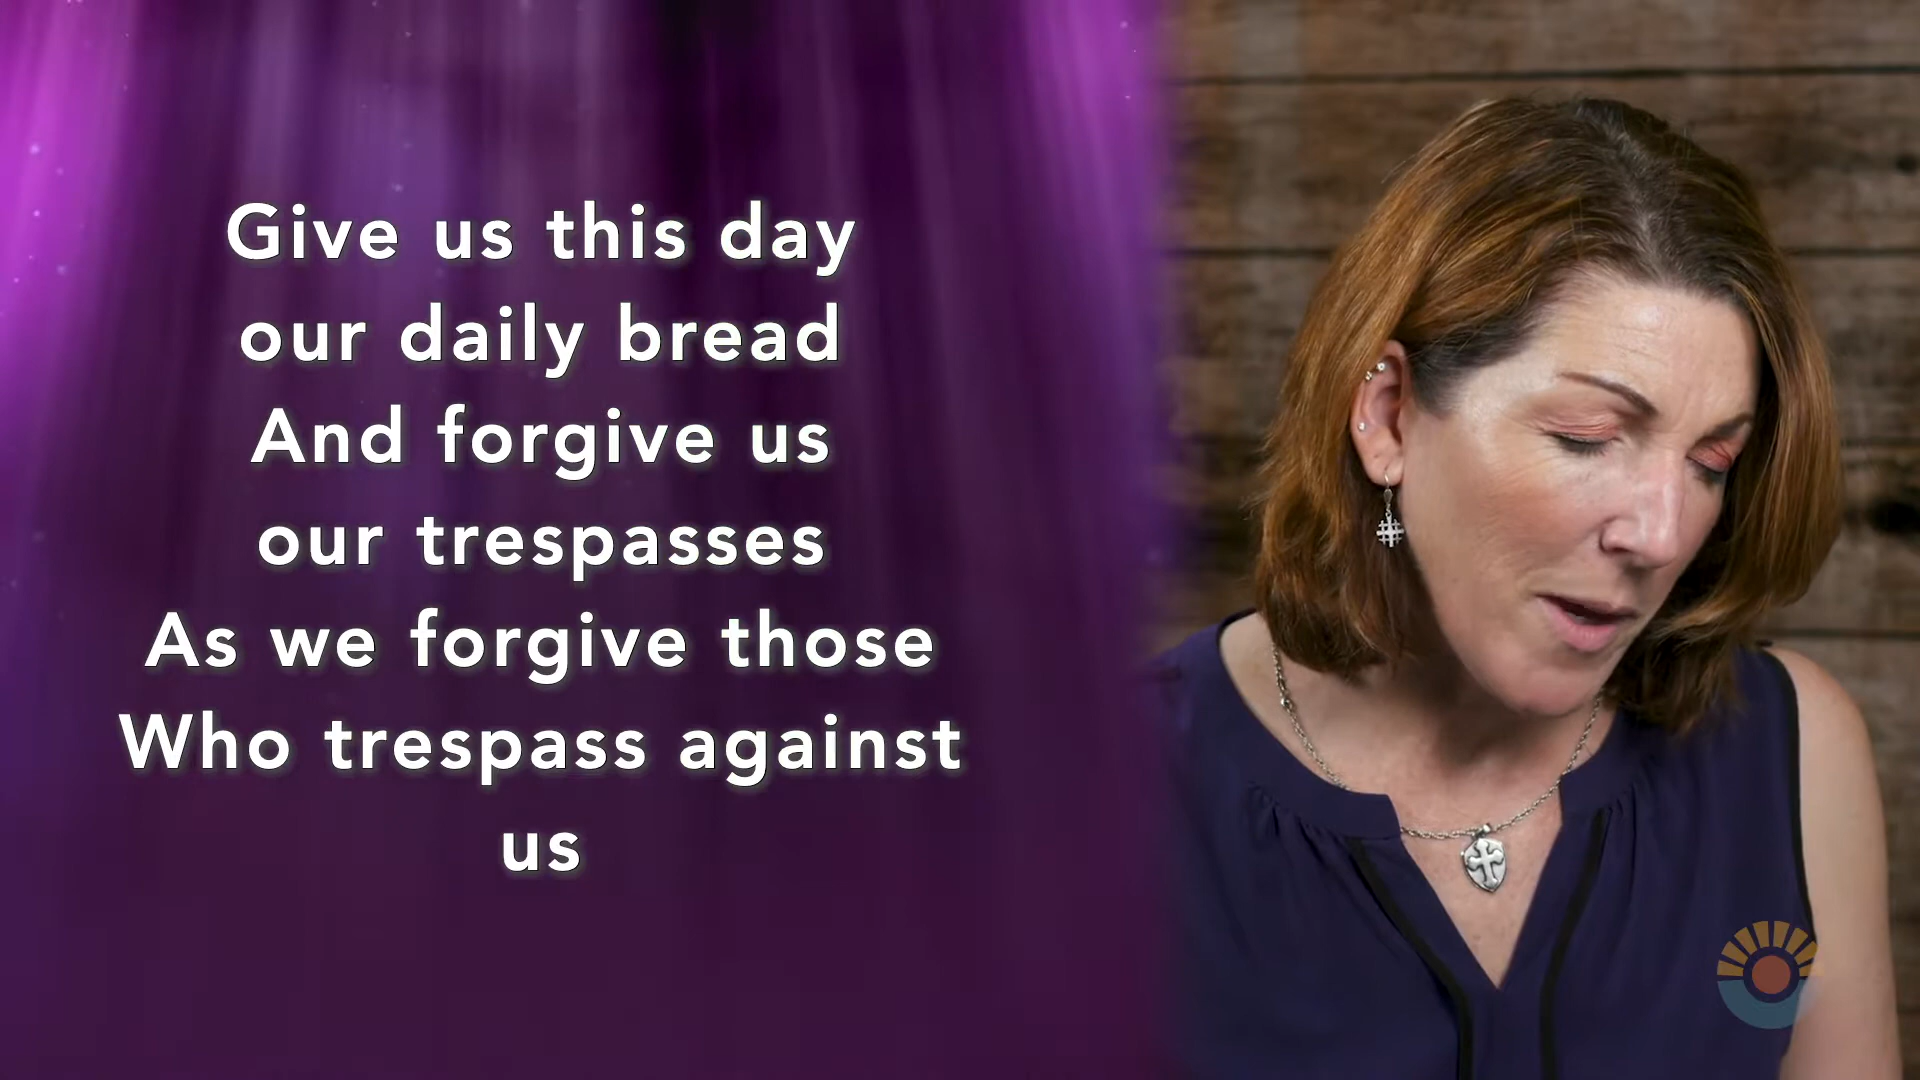 Give us this day
our daily bread
And forgive us
our trespasses
As we forgive those
Who trespass against
us